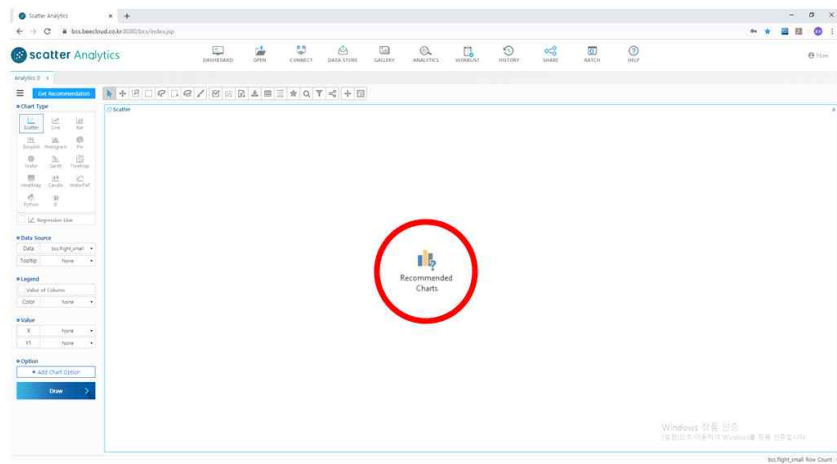 Scatter Analytics
bcs.beecloud.co.kr:8080/bcs/index.jsp
scatter Analytics
DASHBOARD OPEN CONNECT DATA STORE GALLERY ANALYTICS WORKLIST HISTORY SHARE BATCH HELP
Analytics 0
Get Recommendation
Chart Type
Scatter
Scatter Line Bar
Boxplot Histogram Pie
Wafer Gantt TreeMap
HeatMap Candle WaterFall
Python R
Regression Line
Data Source
Data bcs.flight_small
Tooltip None
Legend
Value of Column
Color None
Value
X None
Y1 None
Option
+ Add Chart Option
Draw
Recommended
Charts
Windows 정품 인증
bcs.flight_small Row Count :